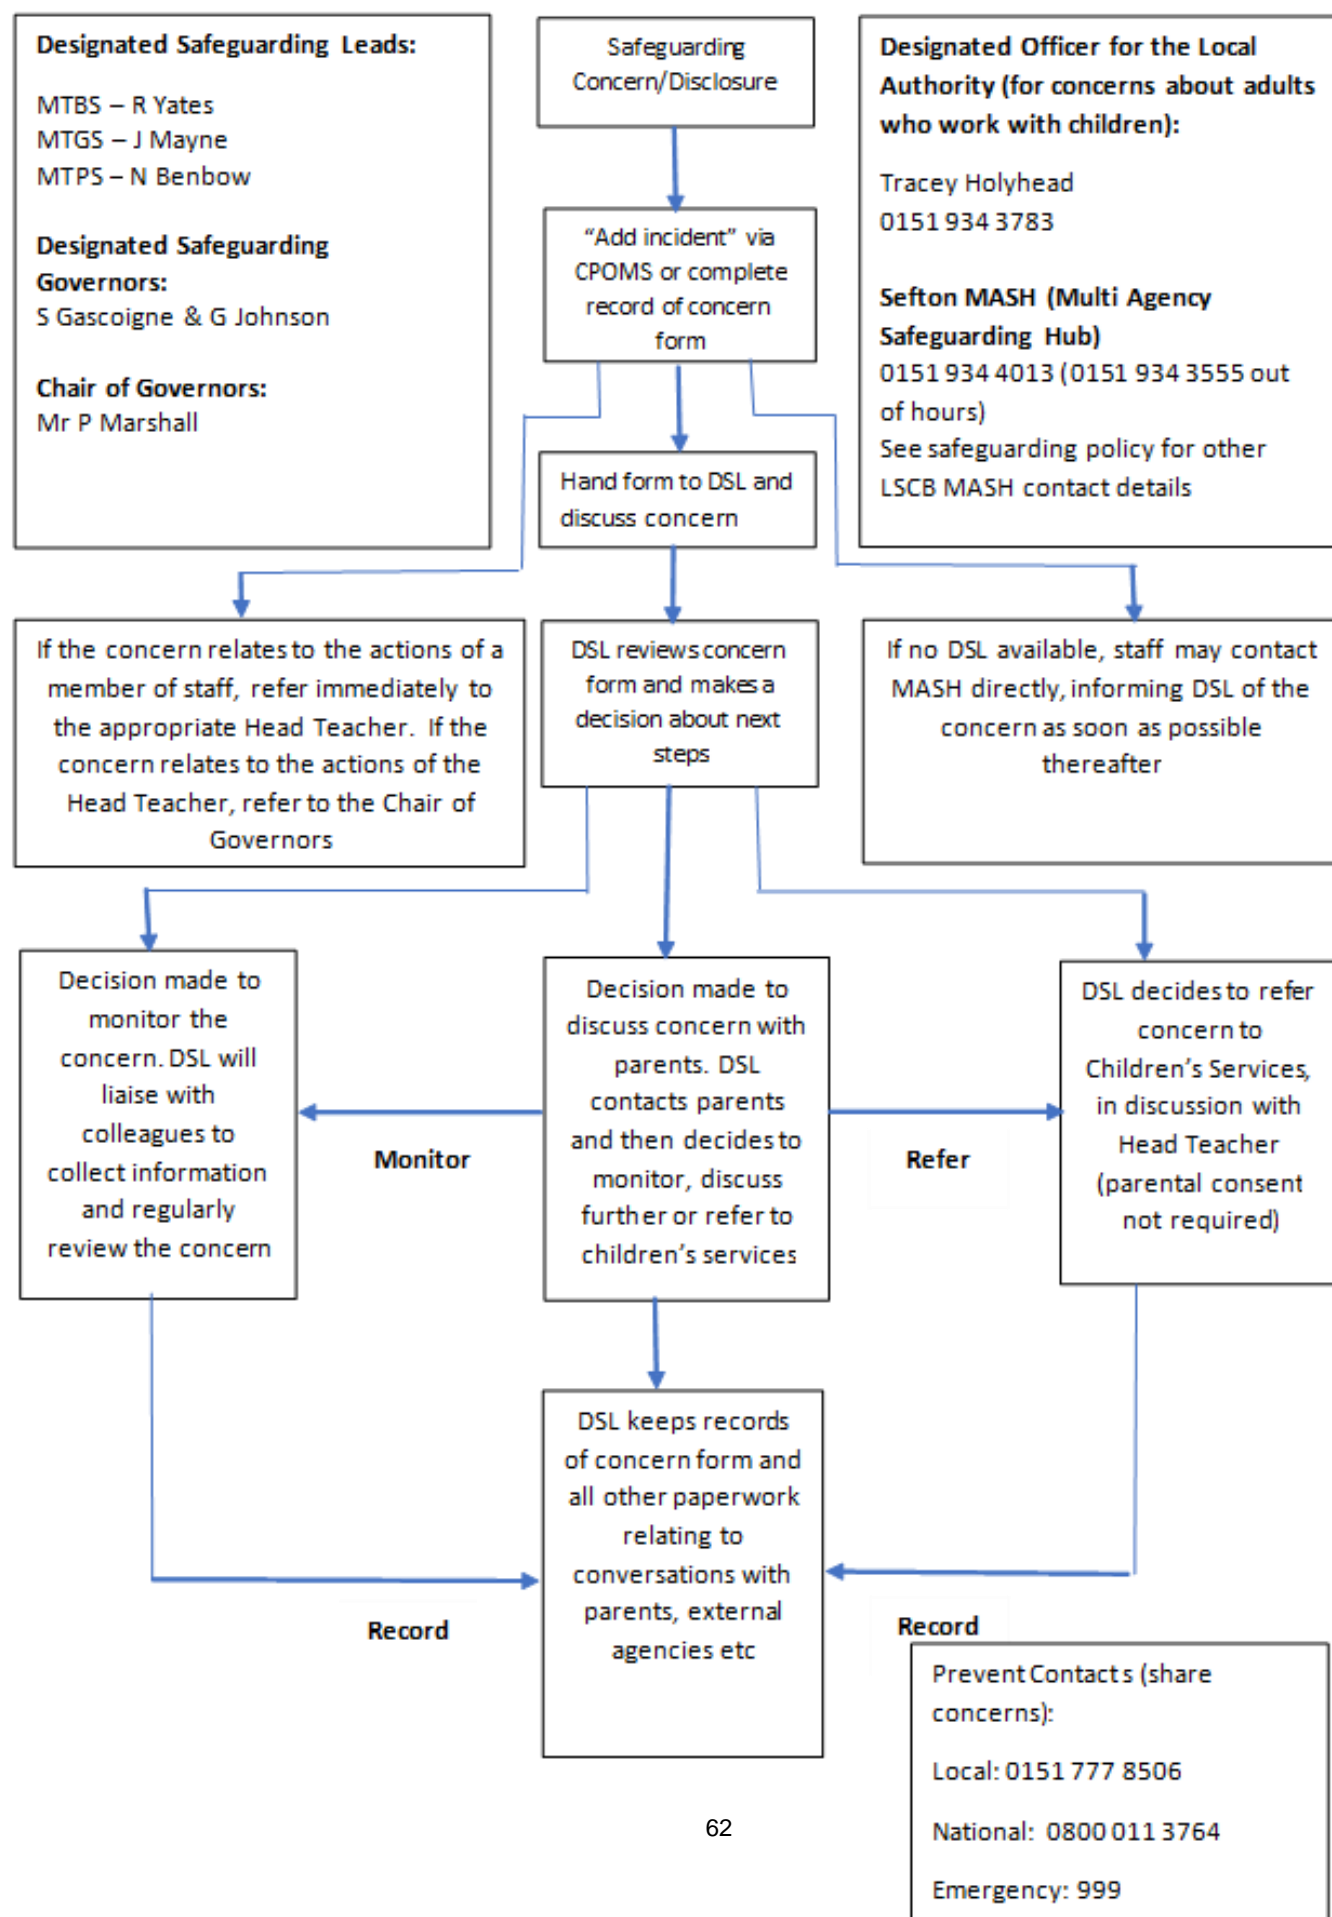 Designated Safeguarding Leads:
MTBS – R Yates
MTGS – J Mayne
MTPS – N Benbow
Designated Safeguarding
Governors:
S Gascoigne & G Johnson
Chair of Governors:
Mr P Marshall
Safeguarding
Concern/Disclosure
Designated Officer for the Local
Authority (for concerns about adults
who work with children):
Tracey Holyhead
0151 934 3783
Sefton MASH (Multi Agency
Safeguarding Hub)
0151 934 4013 (0151 934 3555 out
of hours)
See safeguarding policy for other
LSCB MASH contact details
“Add incident” via
CPOMS or complete
record of concern
form
Hand form to DSL and
discuss concern
If the concern relates to the actions of a
member of staff, refer immediately to
the appropriate Head Teacher. If the
concern relates to the actions of the
Head Teacher, refer to the Chair of
Governors
DSL reviews concern
form and makes a
decision about next
steps
If no DSL available, staff may contact
MASH directly, informing DSL of the
concern as soon as possible
thereafter
Decision made to
monitor the
concern. DSL will
liaise with
colleagues to
collect information
and regularly
review the concern
Monitor
Decision made to
discuss concern with
parents. DSL
contacts parents
and then decides to
monitor, discuss
further or refer to
children’s services
Refer
DSL decides to refer
concern to
Children’s Services,
in discussion with
Head Teacher
(parental consent
not required)
Record
DSL keeps records
of concern form and
all other paperwork
relating to
conversations with
parents, external
agencies etc
Record
Prevent Contacts (share
concerns):
Local: 0151 777 8506
National: 0800 011 3764
Emergency: 999
62